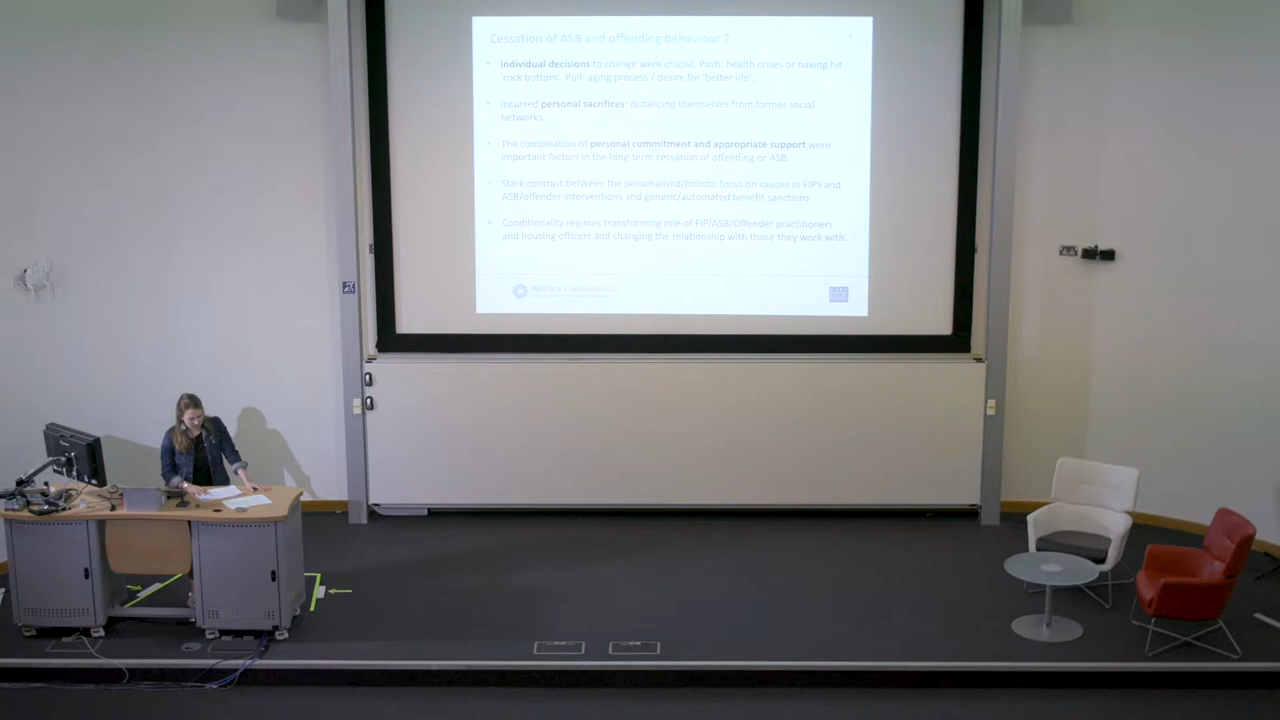 Cessation of ASB and offending behaviour 2
• Individual decisions to change were crucial. Push: health crises or having hit
'rock bottom'. Pull: aging process / desire for 'better life'.
• Incurred personal sacrifices: distancing themselves from former social
networks.
• The combination of personal commitment and appropriate support were
important factors in the long-term cessation of offending or ASB.
• Stark contrast between the personalised/holistic focus on causes in FIPS and
ASB/offender interventions and generic/automated benefit sanctions
• Conditionality regimes transforming role of FIP/ASB/Offender practitioners
and housing officers and changing the relationship with those they work with.
Welfare Conditionality